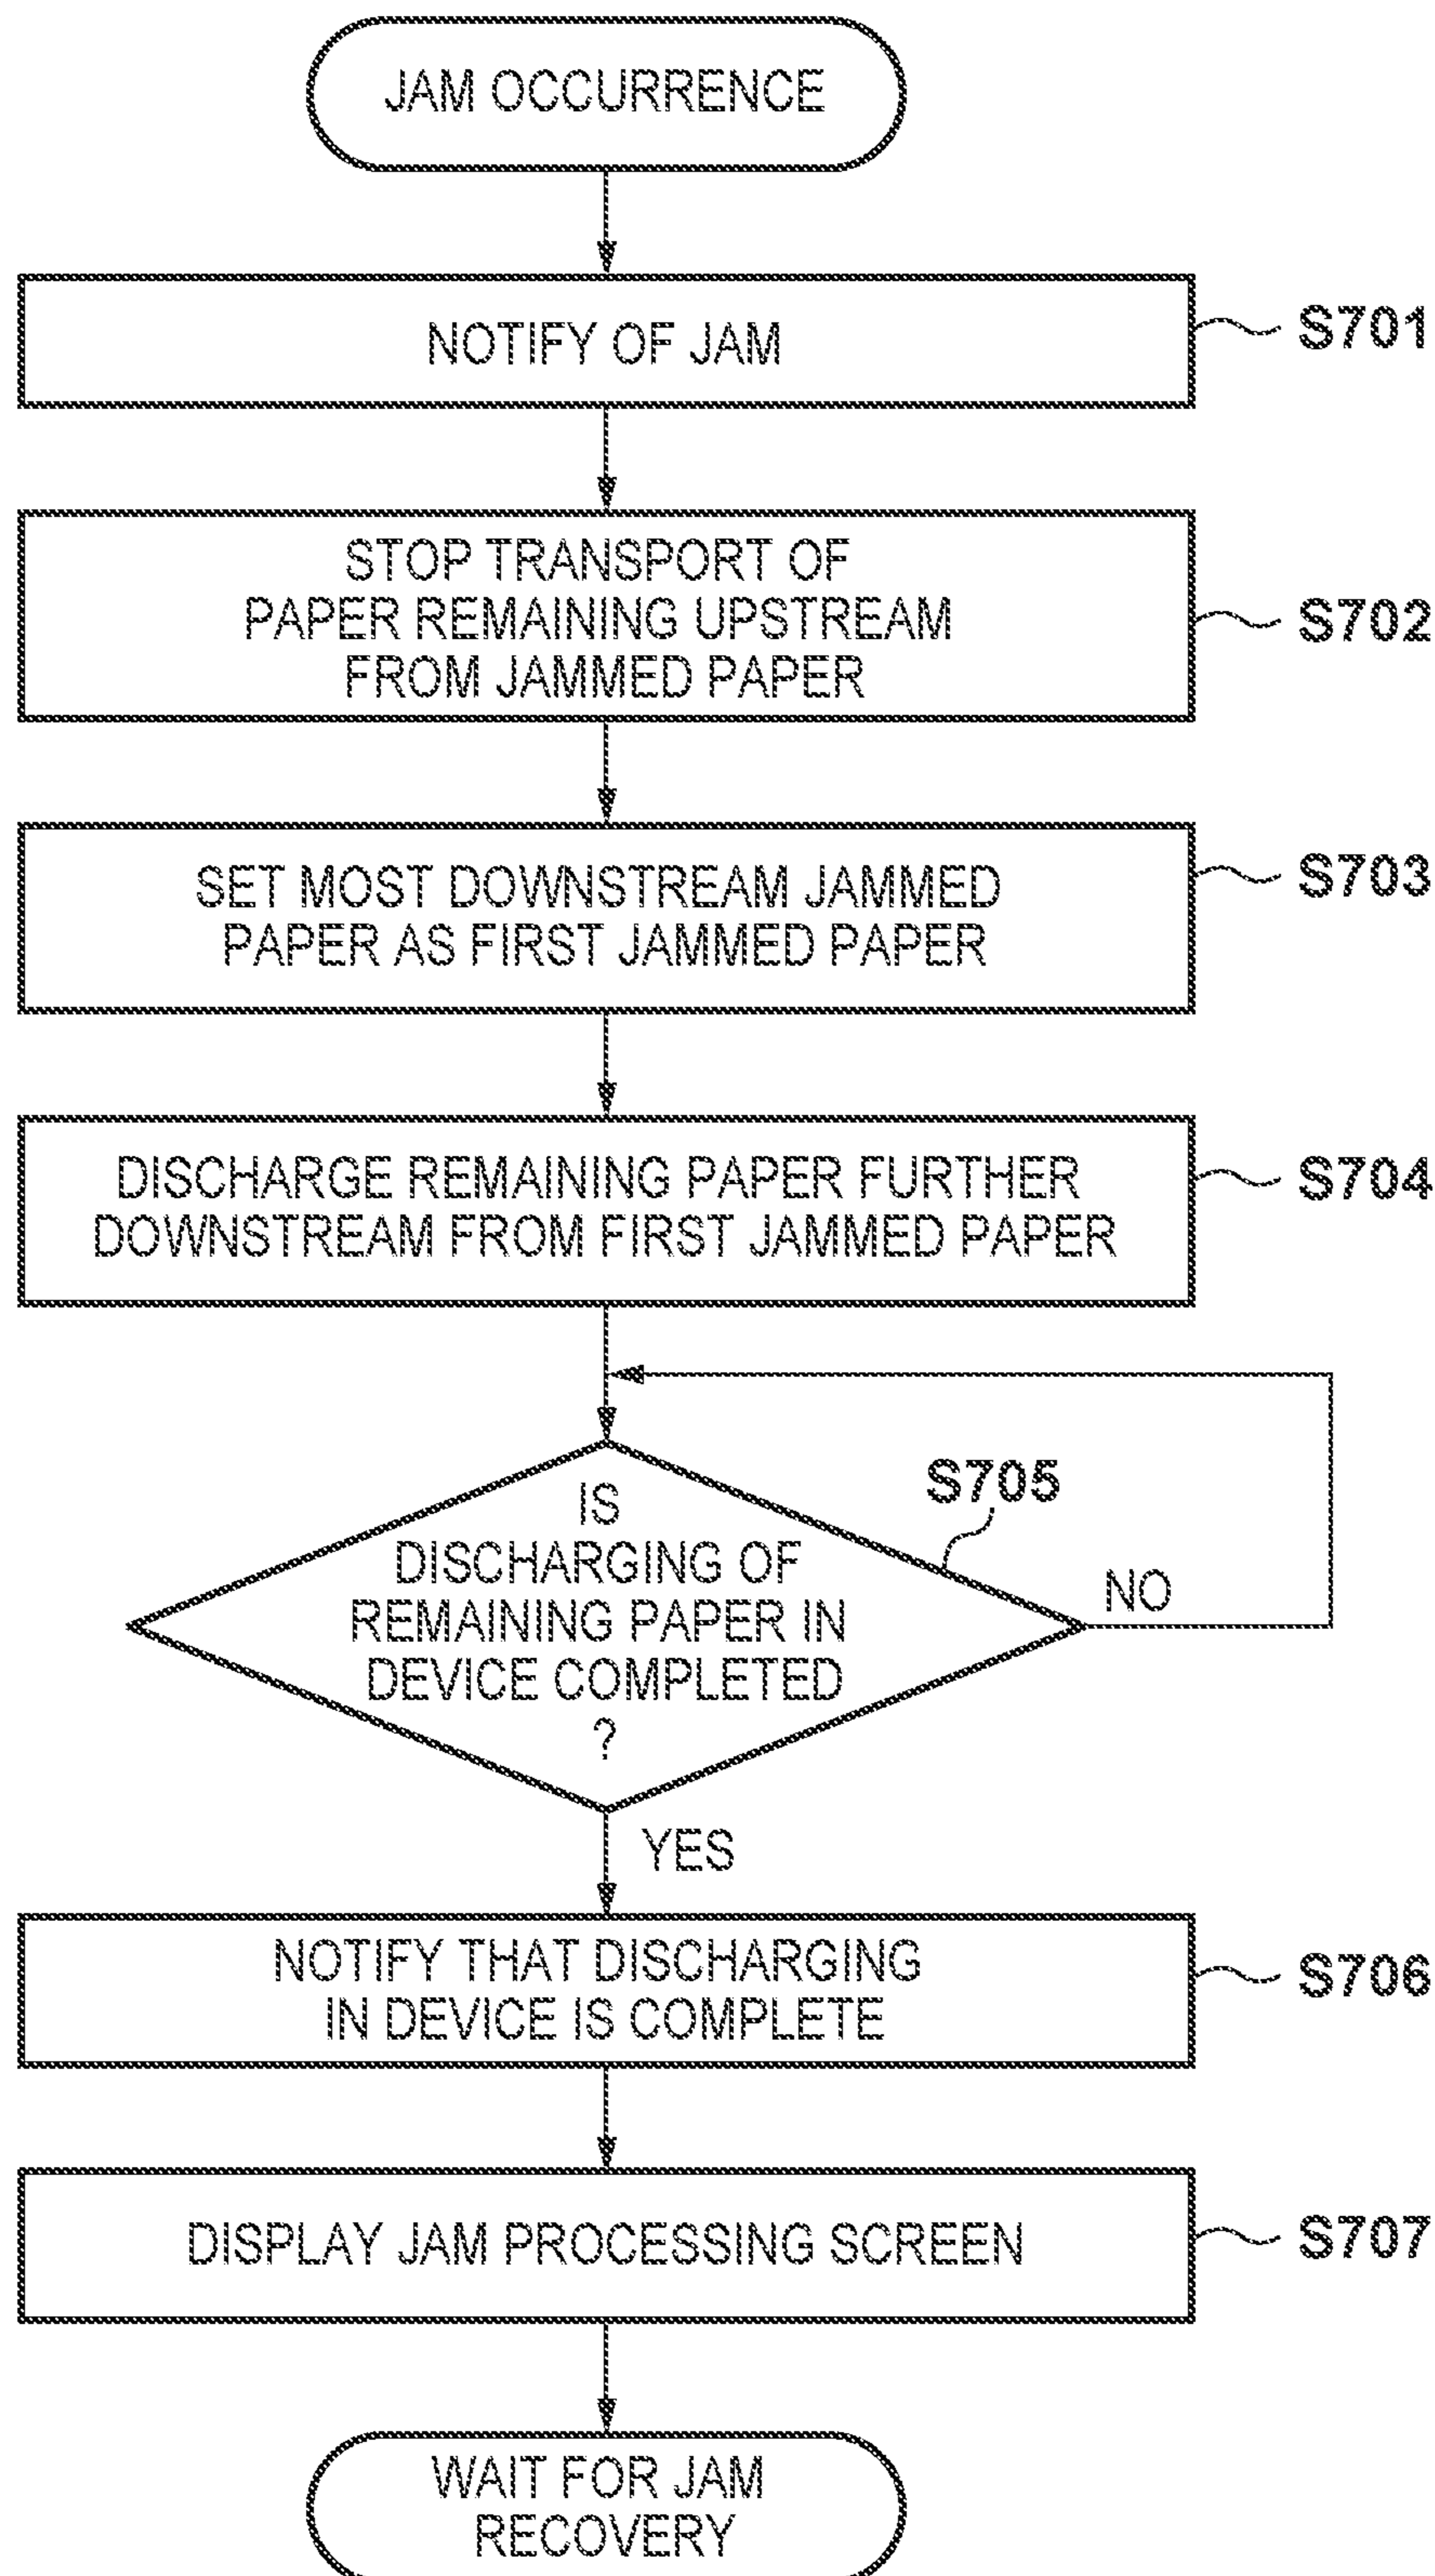 JAM OCCURRENCE
NOTIFY OF JAM
S701
STOP TRANSPORT OF
PAPER REMAINING UPSTREAM
FROM JAMMED PAPER
S702
SET MOST DOWNSTREAM JAMMED
PAPER AS FIRST JAMMED PAPER
S703
DISCHARGE REMAINING PAPER FURTHER
DOWNSTREAM FROM FIRST JAMMED PAPER
S704
IS
DISCHARGING OF
REMAINING PAPER IN
DEVICE COMPLETED
?
S705
NO
YES
NOTIFY THAT DISCHARGING
IN DEVICE IS COMPLETE
S706
DISPLAY JAM PROCESSING SCREEN
S707
WAIT FOR JAM
RECOVERY